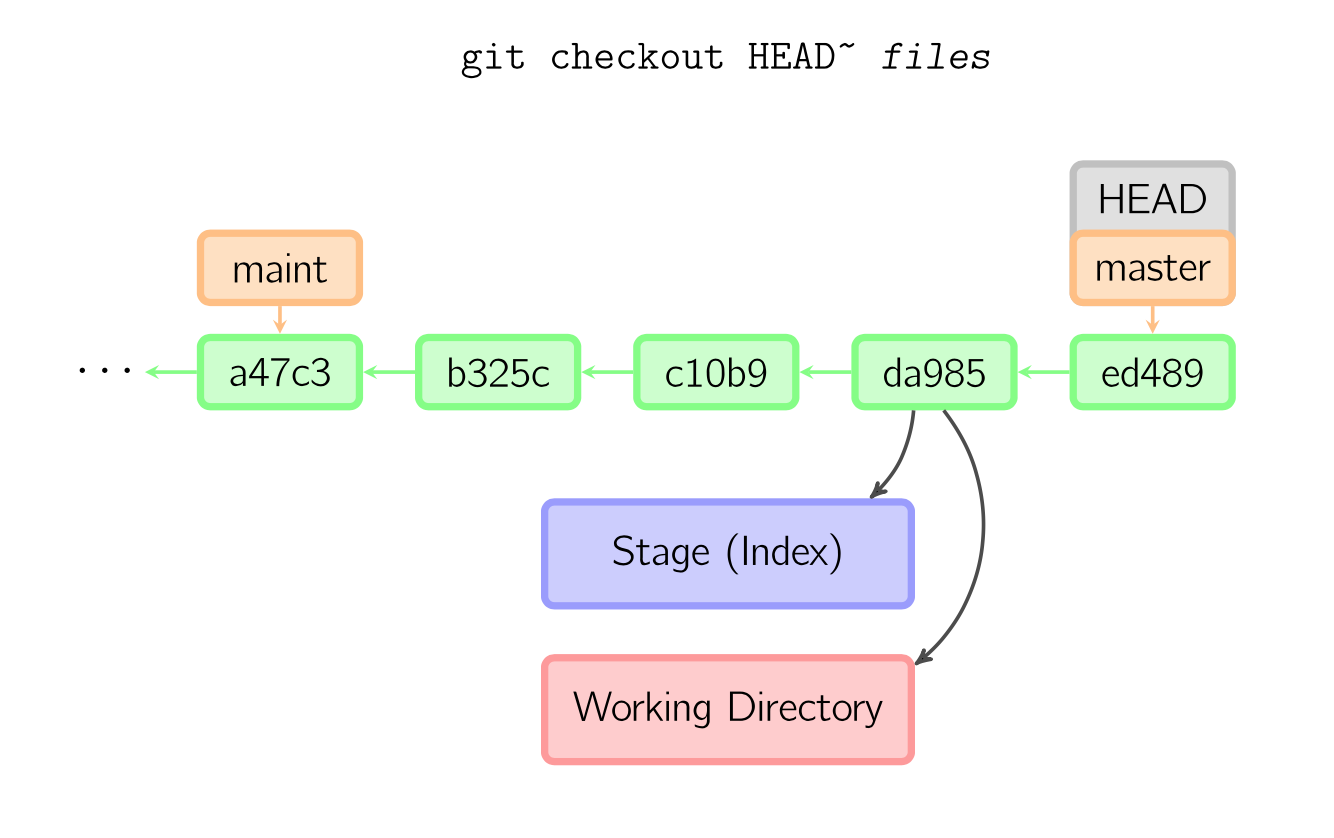 git checkout HEAD~ files
HEAD
maint
master
... a47c3 b325c c10b9 da985 ed489
Stage (Index)
Working Directory